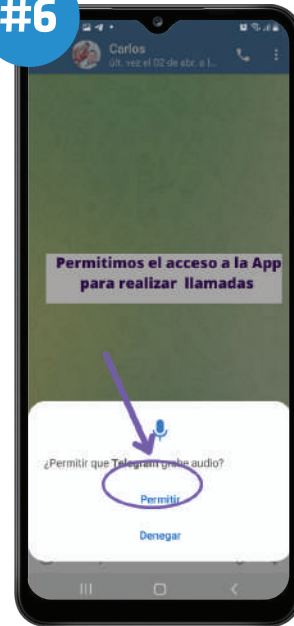 #6
Carlos
últ. vez el 02 de abr. a l...
Permitimos el acceso a la App
para realizar llamadas
¿Permitir que Telegram grabe audio?
Permitir
Denegar